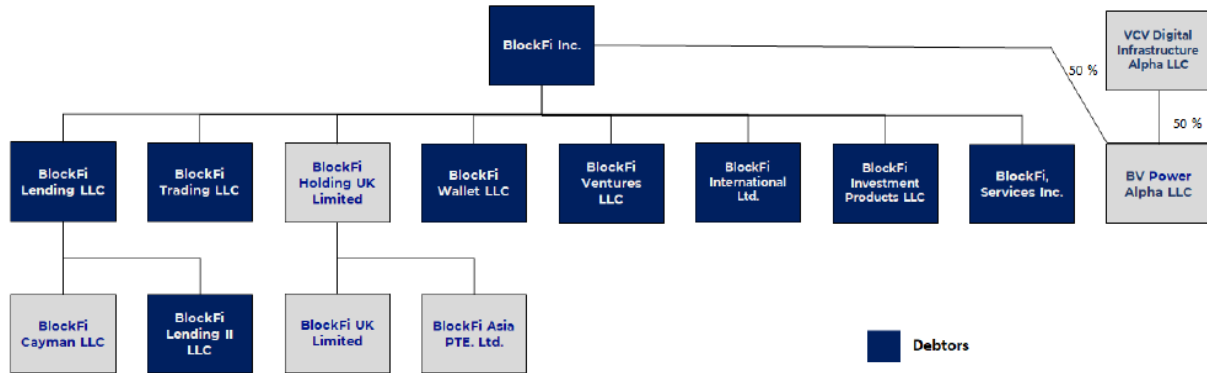 BlockFi Inc.
VCV Digital
Infrastructure
Alpha LLC
50 %
50 %
BlockFi
Lending LLC
BlockFi
Trading LLC
BlockFi
Holding UK
Limited
BlockFi
Wallet LLC
BlockFi
Ventures
LLC
BlockFi
International
Ltd.
BlockFi
Investment
Products LLC
BlockFi,
Services Inc.
BV Power
Alpha LLC
BlockFi
Cayman LLC
BlockFi
Lending II
LLC
BlockFi UK
Limited
BlockFi Asia
PTE. Ltd.
Debtors